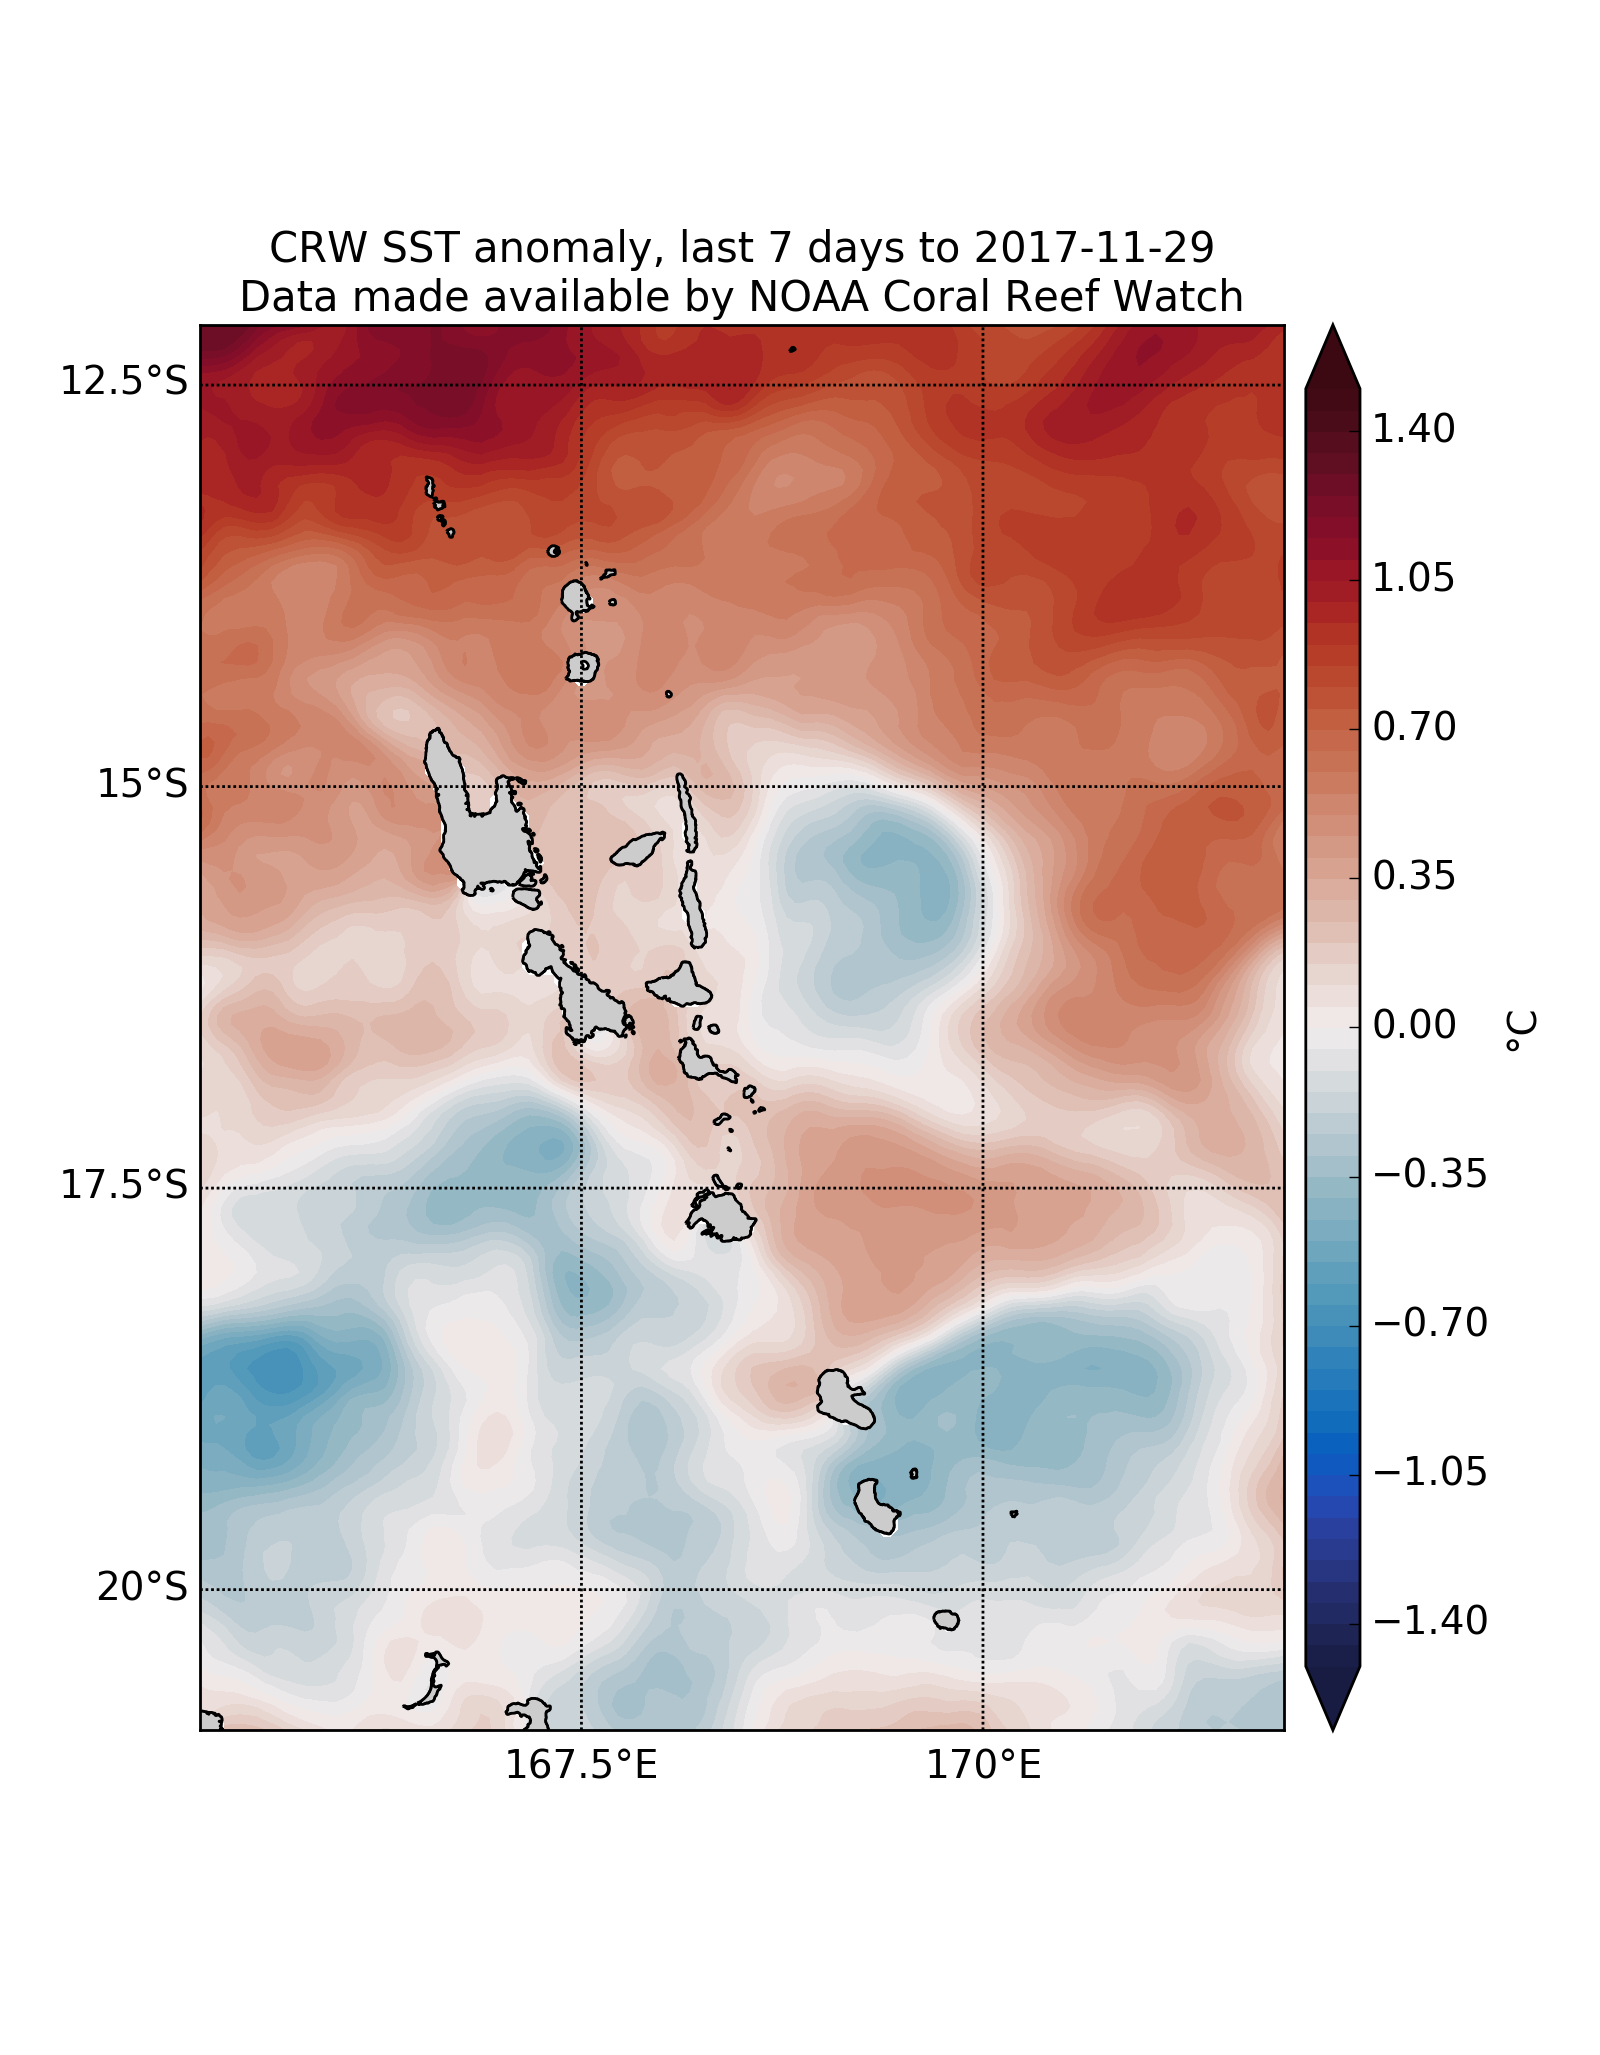 CRW SST anomaly, last 7 days to 2017-11-29
Data made available by NOAA Coral Reef Watch
12.5°S
15°S
17.5°S
20°S
167.5°E
170°E
1.40
1.05
0.70
0.35
0.00
−0.35
−0.70
−1.05
−1.40
°C